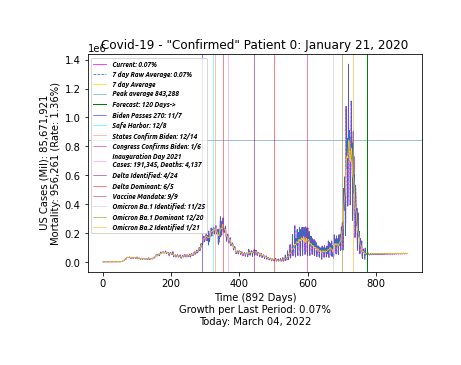 Covid-19 - "Confirmed" Patient 0: January 21, 2020
1e6
1.4
1.2
1.0
0.8
0.6
0.4
0.2
0.0
US Cases (Mil): 85,671,921
Mortality: 956,261 (Rate: 1.36%)
Current: 0.07%
7 day Raw Average: 0.07%
7 day Average
Peak average 843,288
Forecast: 120 Days->
Biden Passes 270: 11/7
Safe Harbor: 12/8
States Confirm Biden: 12/14
Congress Confirms Biden: 1/6
Inauguration Day 2021
Cases: 191,345, Deaths: 4,137
Delta Identified: 4/24
Delta Dominant: 6/5
Vaccine Mandate: 9/9
Omicron Ba.1 Identified: 11/25
Omicron Ba.1 Dominant 12/20
Omicron Ba.2 Identified 1/21
0 200 400 600 800
Time (892 Days)
Growth per Last Period: 0.07%
Today: March 04, 2022